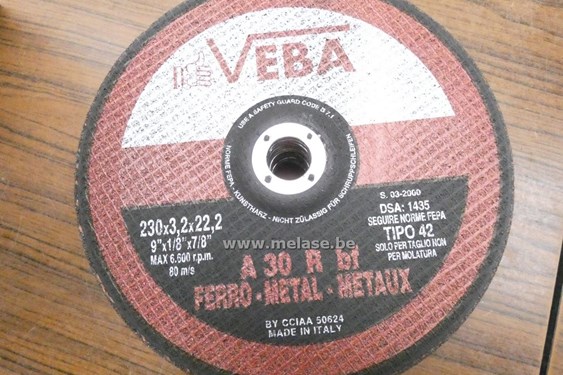 VEBA
USE A SAFETY GUARD CODE B 7,1
NORME FEPA - KUNSTHARZ - NICHT ZULÄSSIG FÜR SCHRUPPSCHLEIFEN
S. 03-2000
DSA: 1435
SEGUIRE NORME FEPA
TIPO 42
SOLO PER TAGLIO NON
PER MOLATURA
230x3,2x22,2
9"x1/8"x7/8"
MAX 6.600 r.p.m.
80 m/s
www.melase.be
A 30 R bf
FERRO - METAL - METAUX
BY CCIAA 50624
MADE IN ITALY